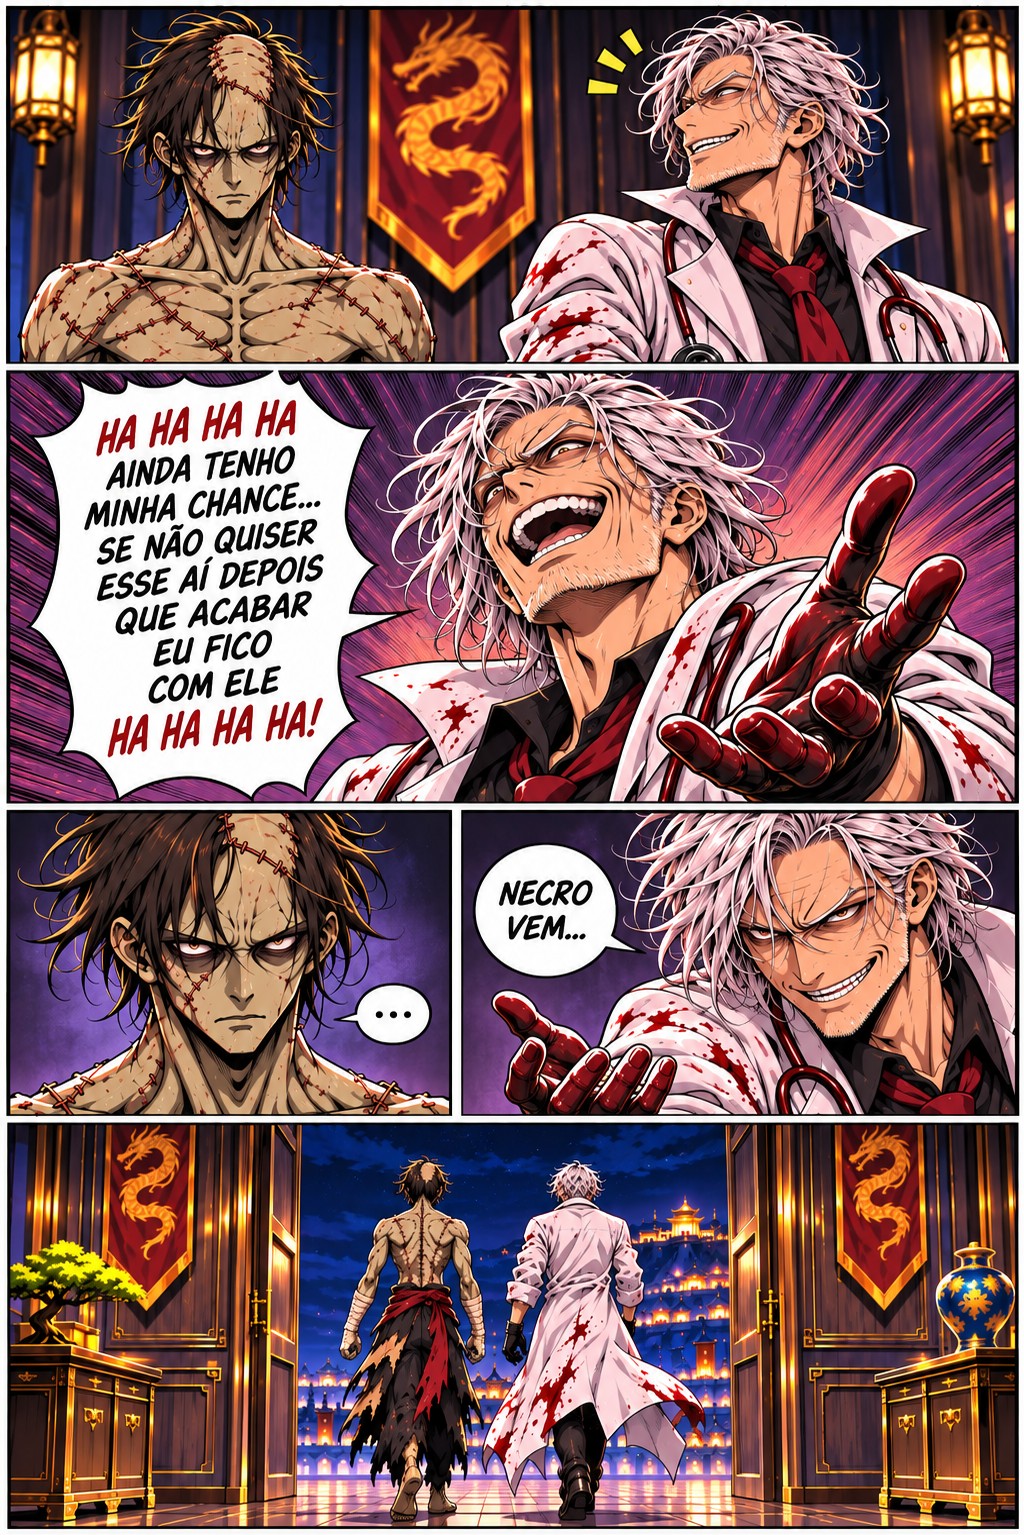 HA HA HA HA
AINDA TENHO
MINHA CHANCE...
SE NÃO QUISER
ESSE AÍ DEPOIS
QUE ACABAR
EU FICO
COM ELE
HA HA HA HA!
...
NECRO
VEM...